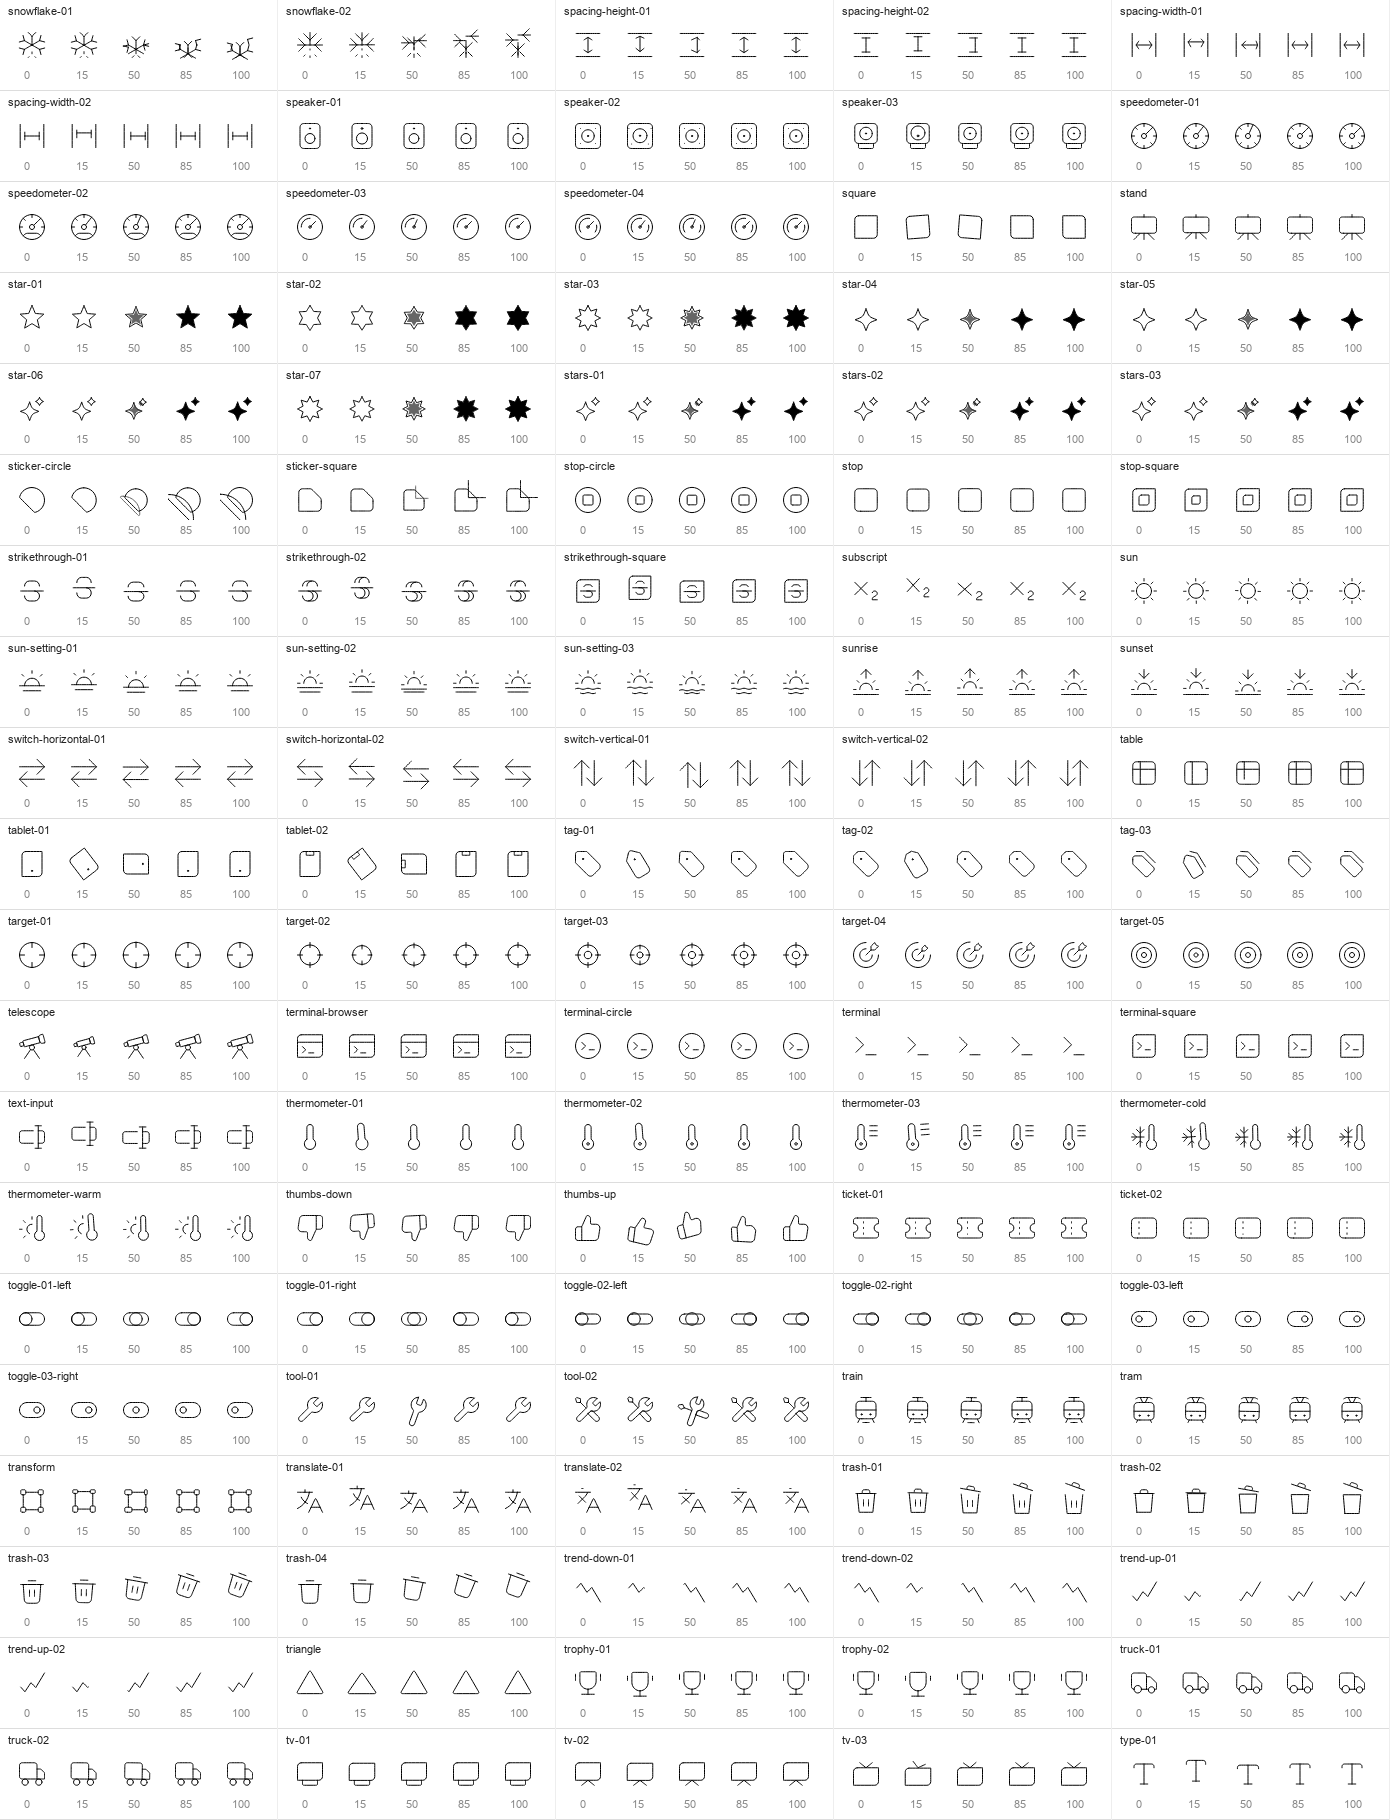 snowflake-01 snowflake-02 spacing-height-01 spacing-height-02 spacing-width-01
0 15 50 85 100 0 15 50 85 100 0 15 50 85 100 0 15 50 85 100 0 15 50 85 100
spacing-width-02 speaker-01 speaker-02 speaker-03 speedometer-01
0 15 50 85 100 0 15 50 85 100 0 15 50 85 100 0 15 50 85 100 0 15 50 85 100
speedometer-02 speedometer-03 speedometer-04 square stand
0 15 50 85 100 0 15 50 85 100 0 15 50 85 100 0 15 50 85 100 0 15 50 85 100
star-01 star-02 star-03 star-04 star-05
0 15 50 85 100 0 15 50 85 100 0 15 50 85 100 0 15 50 85 100 0 15 50 85 100
star-06 star-07 stars-01 stars-02 stars-03
0 15 50 85 100 0 15 50 85 100 0 15 50 85 100 0 15 50 85 100 0 15 50 85 100
sticker-circle sticker-square stop-circle stop stop-square
0 15 50 85 100 0 15 50 85 100 0 15 50 85 100 0 15 50 85 100 0 15 50 85 100
strikethrough-01 strikethrough-02 strikethrough-square subscript sun
0 15 50 85 100 0 15 50 85 100 0 15 50 85 100 0 15 50 85 100 0 15 50 85 100
sun-setting-01 sun-setting-02 sun-setting-03 sunrise sunset
0 15 50 85 100 0 15 50 85 100 0 15 50 85 100 0 15 50 85 100 0 15 50 85 100
switch-horizontal-01 switch-horizontal-02 switch-vertical-01 switch-vertical-02 table
0 15 50 85 100 0 15 50 85 100 0 15 50 85 100 0 15 50 85 100 0 15 50 85 100
tablet-01 tablet-02 tag-01 tag-02 tag-03
0 15 50 85 100 0 15 50 85 100 0 15 50 85 100 0 15 50 85 100 0 15 50 85 100
target-01 target-02 target-03 target-04 target-05
0 15 50 85 100 0 15 50 85 100 0 15 50 85 100 0 15 50 85 100 0 15 50 85 100
telescope terminal-browser terminal-circle terminal terminal-square
0 15 50 85 100 0 15 50 85 100 0 15 50 85 100 0 15 50 85 100 0 15 50 85 100
text-input thermometer-01 thermometer-02 thermometer-03 thermometer-cold
0 15 50 85 100 0 15 50 85 100 0 15 50 85 100 0 15 50 85 100 0 15 50 85 100
thermometer-warm thumbs-down thumbs-up ticket-01 ticket-02
0 15 50 85 100 0 15 50 85 100 0 15 50 85 100 0 15 50 85 100 0 15 50 85 100
toggle-01-left toggle-01-right toggle-02-left toggle-02-right toggle-03-left
0 15 50 85 100 0 15 50 85 100 0 15 50 85 100 0 15 50 85 100 0 15 50 85 100
toggle-03-right tool-01 tool-02 train tram
0 15 50 85 100 0 15 50 85 100 0 15 50 85 100 0 15 50 85 100 0 15 50 85 100
transform translate-01 translate-02 trash-01 trash-02
0 15 50 85 100 0 15 50 85 100 0 15 50 85 100 0 15 50 85 100 0 15 50 85 100
trash-03 trash-04 trend-down-01 trend-down-02 trend-up-01
0 15 50 85 100 0 15 50 85 100 0 15 50 85 100 0 15 50 85 100 0 15 50 85 100
trend-up-02 triangle trophy-01 trophy-02 truck-01
0 15 50 85 100 0 15 50 85 100 0 15 50 85 100 0 15 50 85 100 0 15 50 85 100
truck-02 tv-01 tv-02 tv-03 type-01
0 15 50 85 100 0 15 50 85 100 0 15 50 85 100 0 15 50 85 100 0 15 50 85 100